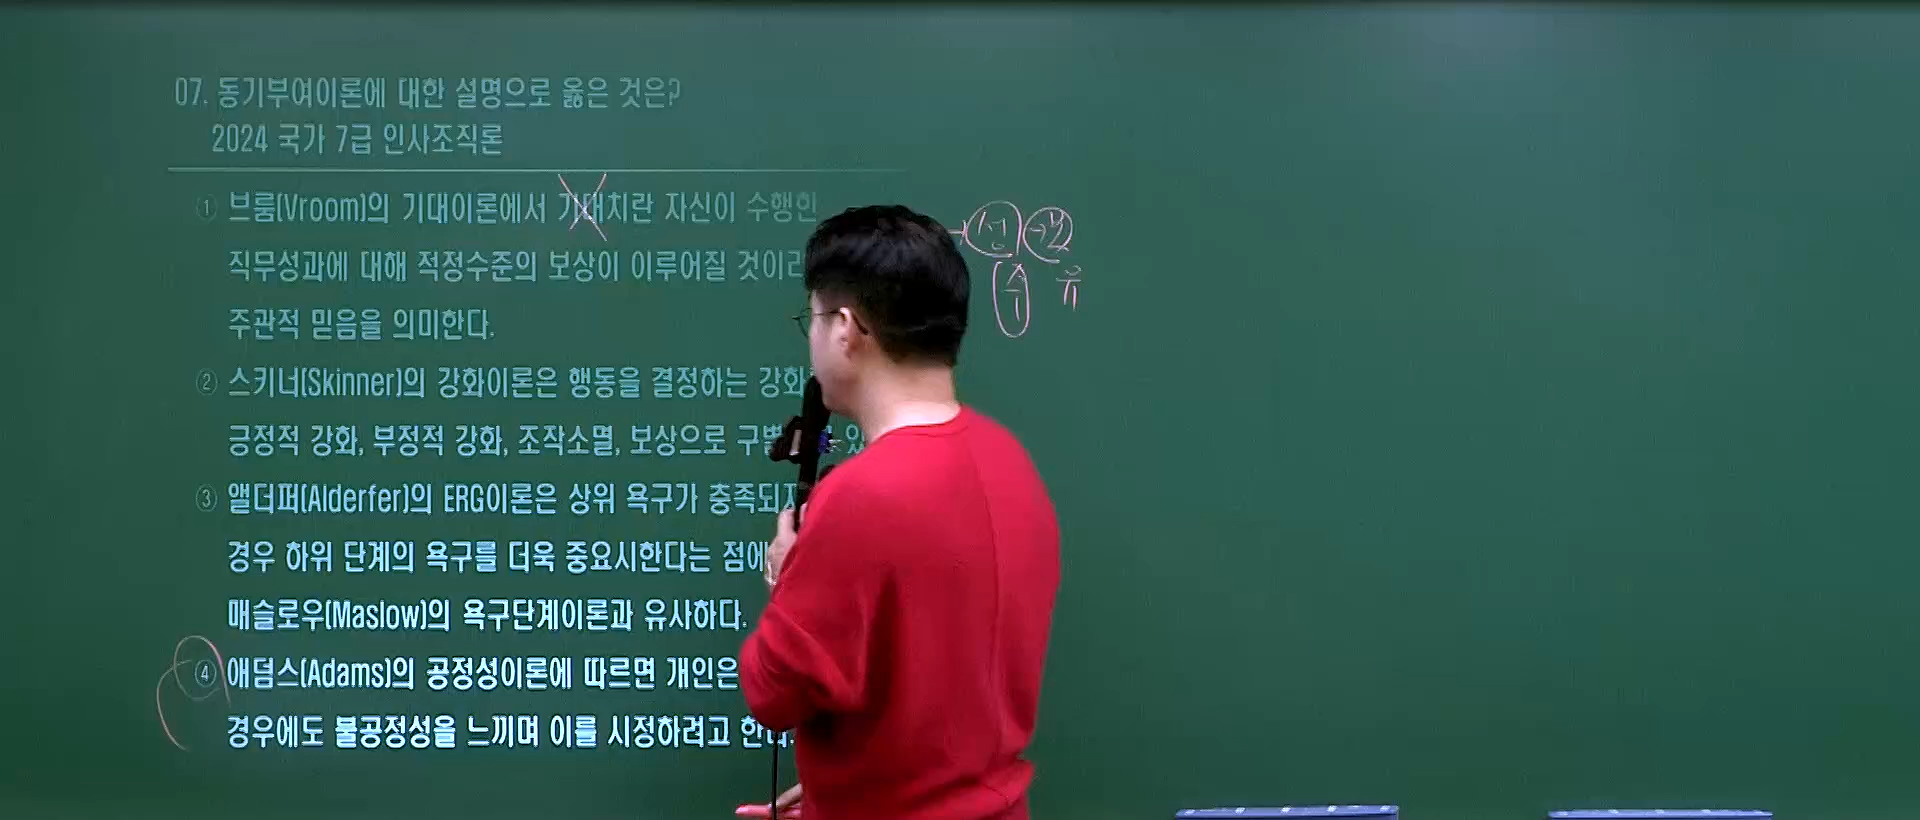 07. 동기부여이론에 대한 설명으로 옳은 것은?
2024 국가 7급 인사조직론
① 브룸(Vroom)의 기대이론에서 기대치란 자신이 수행한
직무성과에 대해 적정수준의 보상이 이루어질 것이라
주관적 믿음을 의미한다.
② 스키너(Skinner)의 강화이론은 행동을 결정하는 강화
긍정적 강화, 부정적 강화, 조작소멸, 보상으로 구별 있
③ 앨더퍼(Alderfer)의 ERG이론은 상위 욕구가 충족되지
경우 하위 단계의 욕구를 더욱 중요시한다는 점에
매슬로우(Maslow)의 욕구단계이론과 유사하다.
④ 애덤스(Adams)의 공정성이론에 따르면 개인은
경우에도 불공정성을 느끼며 이를 시정하려고 한다.
성
수 유